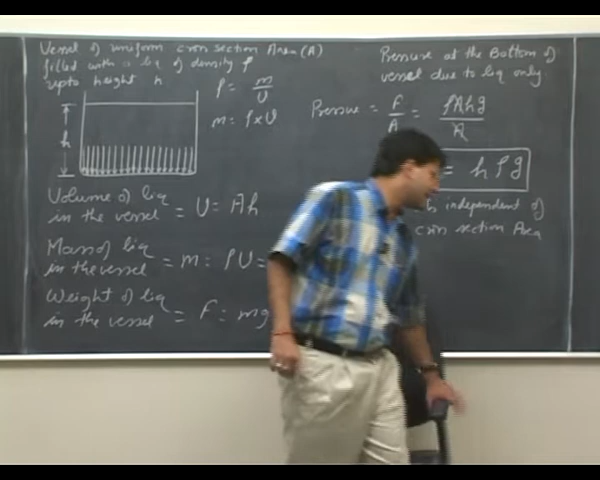 Vessel of uniform cross section Area (A)
filled with a liq of density ρ
upto height h
h
ρ = m/V
m = ρ x V
Volume of liq
in the vessel = V = Ah
Mass of liq
in the vessel = m = ρV =
Weight of liq
in the vessel = F = mg
Pressure at the Bottom of
vessel due to liq only
Pressure = F/A = ρAhg/A
= hρg
independent of
cross section Area